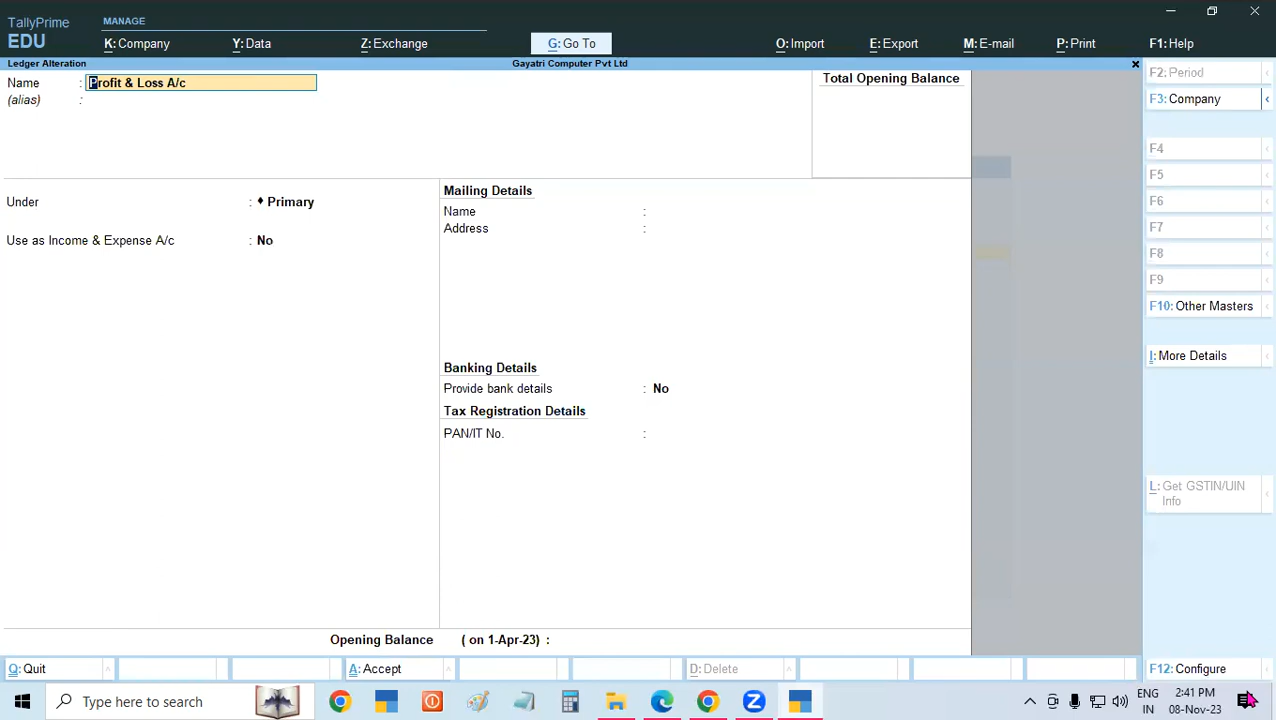 TallyPrime
EDU
MANAGE
K: Company
Y: Data
Z: Exchange
G: Go To
O: Import
E: Export
M: E-mail
P: Print
F1: Help
Ledger Alteration
Gayatri Computer Pvt Ltd
Name : Profit & Loss A/c
(alias) :
Total Opening Balance
Under : ♦ Primary
Use as Income & Expense A/c : No
Mailing Details
Name :
Address :
Banking Details
Provide bank details : No
Tax Registration Details
PAN/IT No. :
Opening Balance ( on 1-Apr-23) :
F2: Period
F3: Company
F4
F5
F6
F7
F8
F9
F10: Other Masters
I: More Details
L: Get GSTIN/UIN
Info
Q: Quit
A: Accept
D: Delete
F12: Configure
Type here to search
ENG
IN
2:41 PM
08-Nov-23